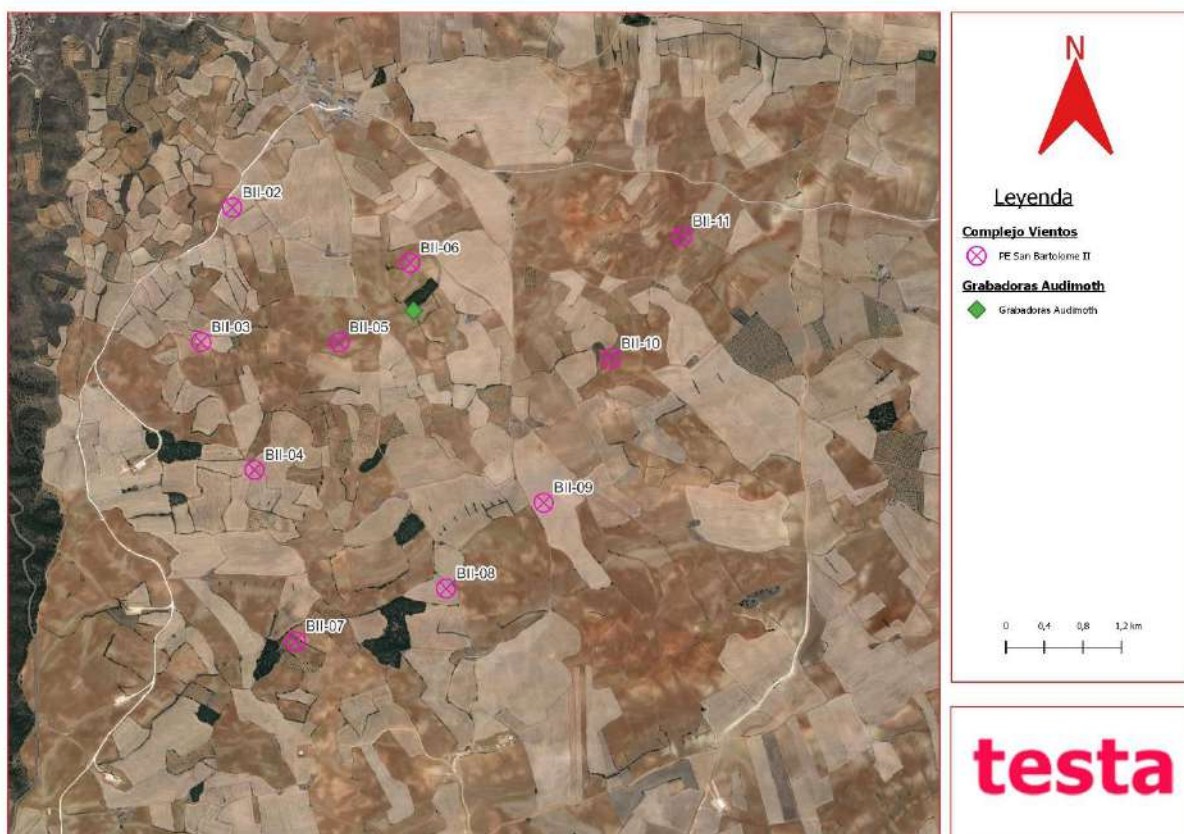 BII-02
BII-11
BII-06
BII-03
BII-05
BII-10
BII-04
BII-09
BII-08
BII-07
N
Leyenda
Complejo Vientos
PE San Bartolome II
Grabadoras Audimoth
Grabadoras Audimoth
0 0,4 0,8 1,2 km
testa